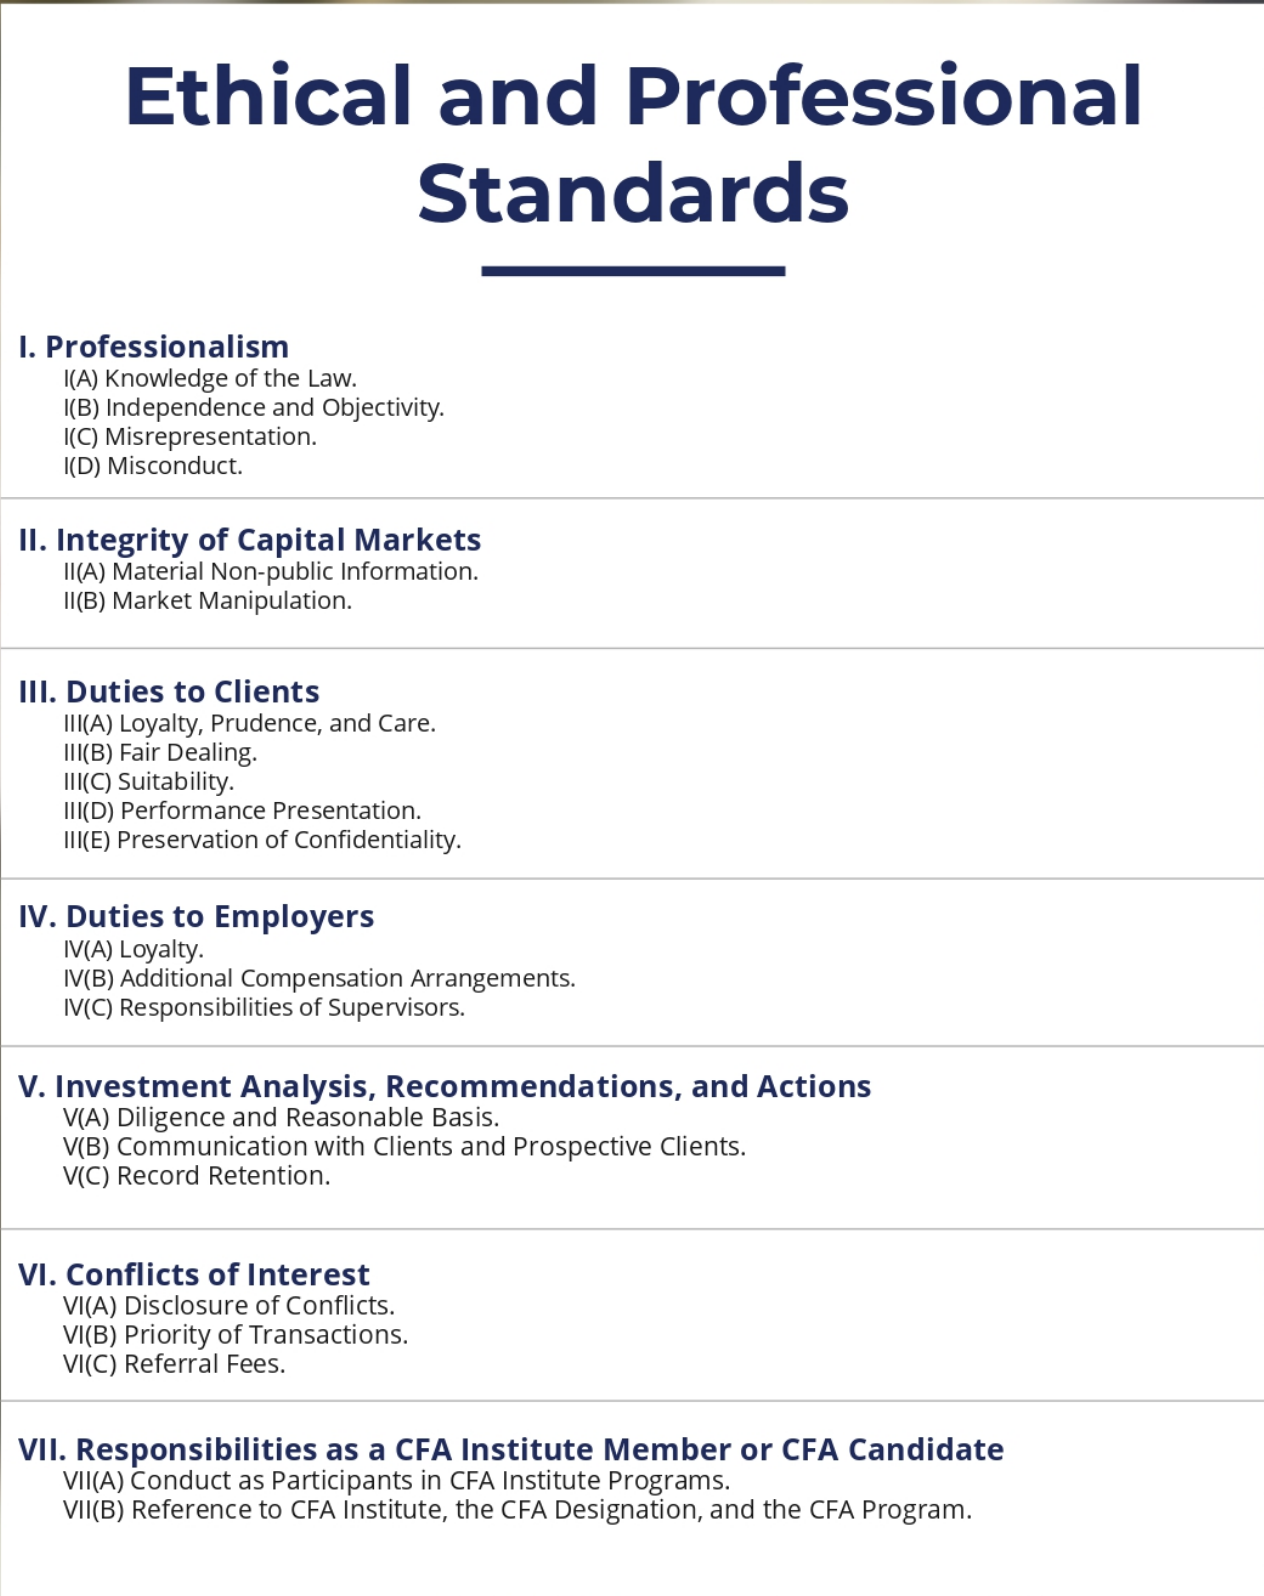 Ethical and Professional
Standards
I. Professionalism
I(A) Knowledge of the Law.
I(B) Independence and Objectivity.
I(C) Misrepresentation.
I(D) Misconduct.
II. Integrity of Capital Markets
II(A) Material Non-public Information.
II(B) Market Manipulation.
III. Duties to Clients
III(A) Loyalty, Prudence, and Care.
III(B) Fair Dealing.
III(C) Suitability.
III(D) Performance Presentation.
III(E) Preservation of Confidentiality.
IV. Duties to Employers
IV(A) Loyalty.
IV(B) Additional Compensation Arrangements.
IV(C) Responsibilities of Supervisors.
V. Investment Analysis, Recommendations, and Actions
V(A) Diligence and Reasonable Basis.
V(B) Communication with Clients and Prospective Clients.
V(C) Record Retention.
VI. Conflicts of Interest
VI(A) Disclosure of Conflicts.
VI(B) Priority of Transactions.
VI(C) Referral Fees.
VII. Responsibilities as a CFA Institute Member or CFA Candidate
VII(A) Conduct as Participants in CFA Institute Programs.
VII(B) Reference to CFA Institute, the CFA Designation, and the CFA Program.